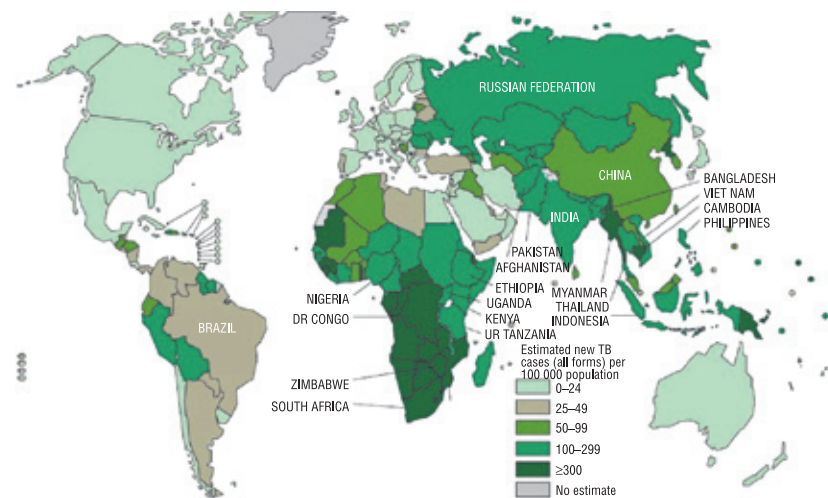 RUSSIAN FEDERATION
CHINA
INDIA
BANGLADESH
VIET NAM
CAMBODIA
PHILIPPINES
PAKISTAN
AFGHANISTAN
ETHIOPIA
UGANDA
KENYA
UR TANZANIA
MYANMAR
THAILAND
INDONESIA
NIGERIA
DR CONGO
BRAZIL
ZIMBABWE
SOUTH AFRICA
Estimated new TB
cases (all forms) per
100 000 population
0–24
25–49
50–99
100–299
≥300
No estimate